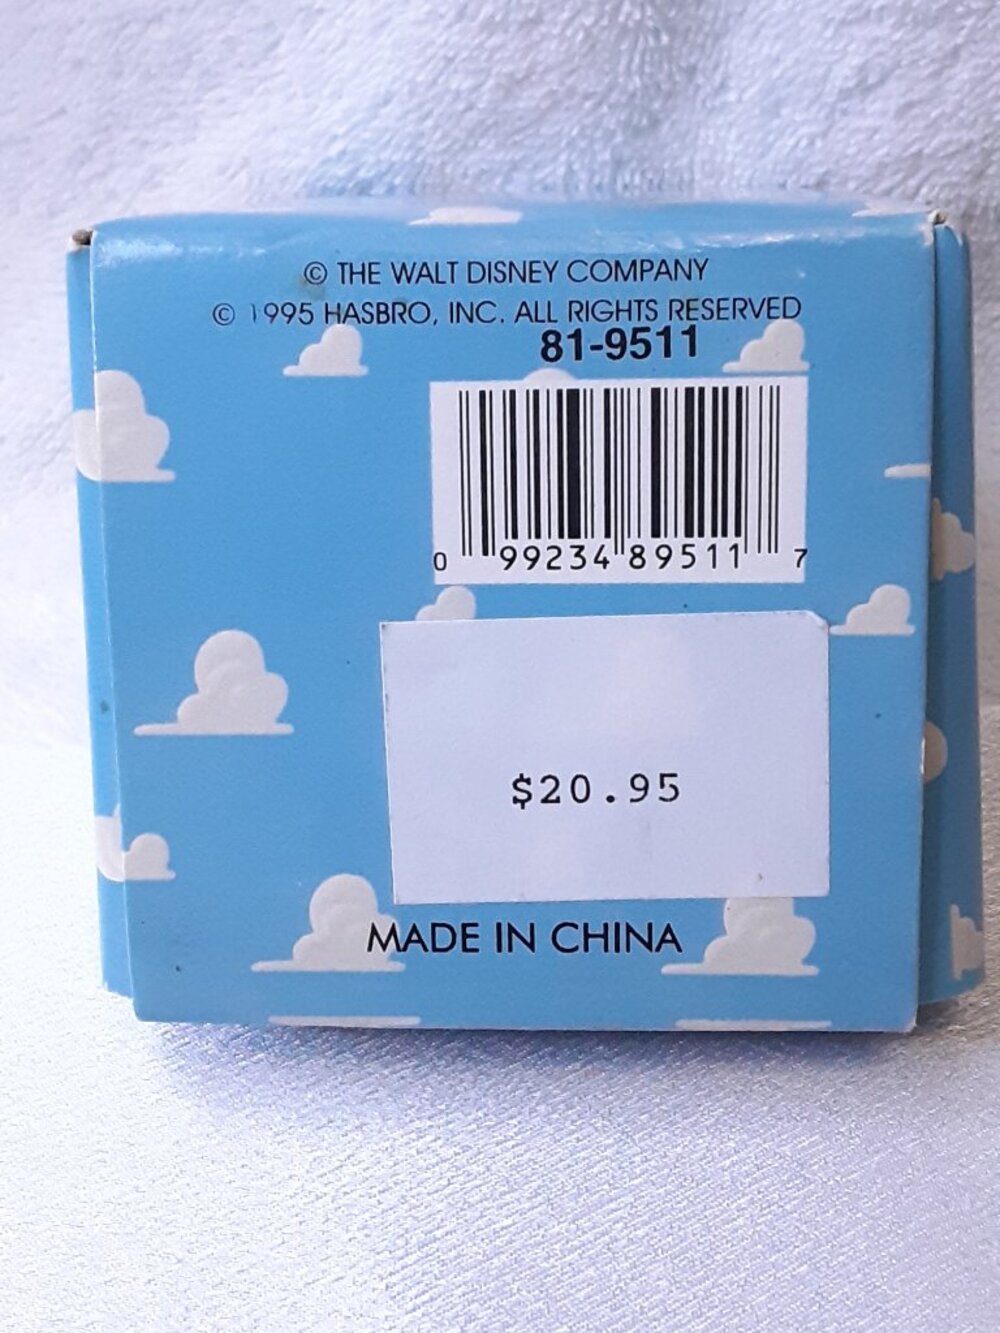 © THE WALT DISNEY COMPANY
© 1995 HASBRO, INC. ALL RIGHTS RESERVED
81-9511
0 99234 89511 7
$20.95
MADE IN CHINA